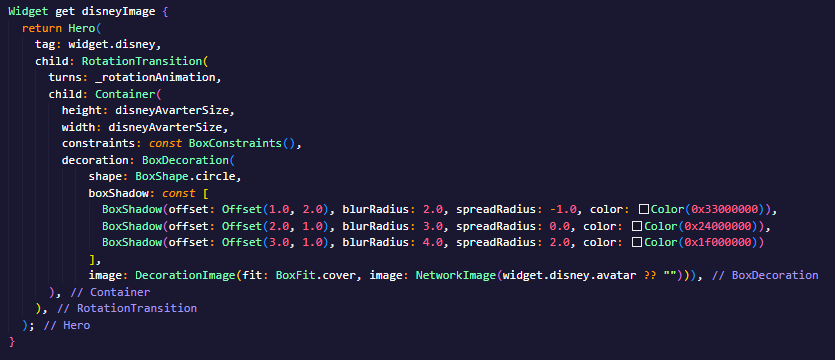 Widget get disneyImage {
return Hero(
tag: widget.disney,
child: RotationTransition(
turns: _rotationAnimation,
child: Container(
height: disneyAvarterSize,
width: disneyAvarterSize,
constraints: const BoxConstraints(),
decoration: BoxDecoration(
shape: BoxShape.circle,
boxShadow: const [
BoxShadow(offset: Offset(1.0, 2.0), blurRadius: 2.0, spreadRadius: -1.0, color: Color(0x33000000)),
BoxShadow(offset: Offset(2.0, 1.0), blurRadius: 3.0, spreadRadius: 0.0, color: Color(0x24000000)),
BoxShadow(offset: Offset(3.0, 1.0), blurRadius: 4.0, spreadRadius: 2.0, color: Color(0x1f000000))
],
image: DecorationImage(fit: BoxFit.cover, image: NetworkImage(widget.disney.avatar ?? ""))), // BoxDecoration
), // Container
), // RotationTransition
); // Hero
}